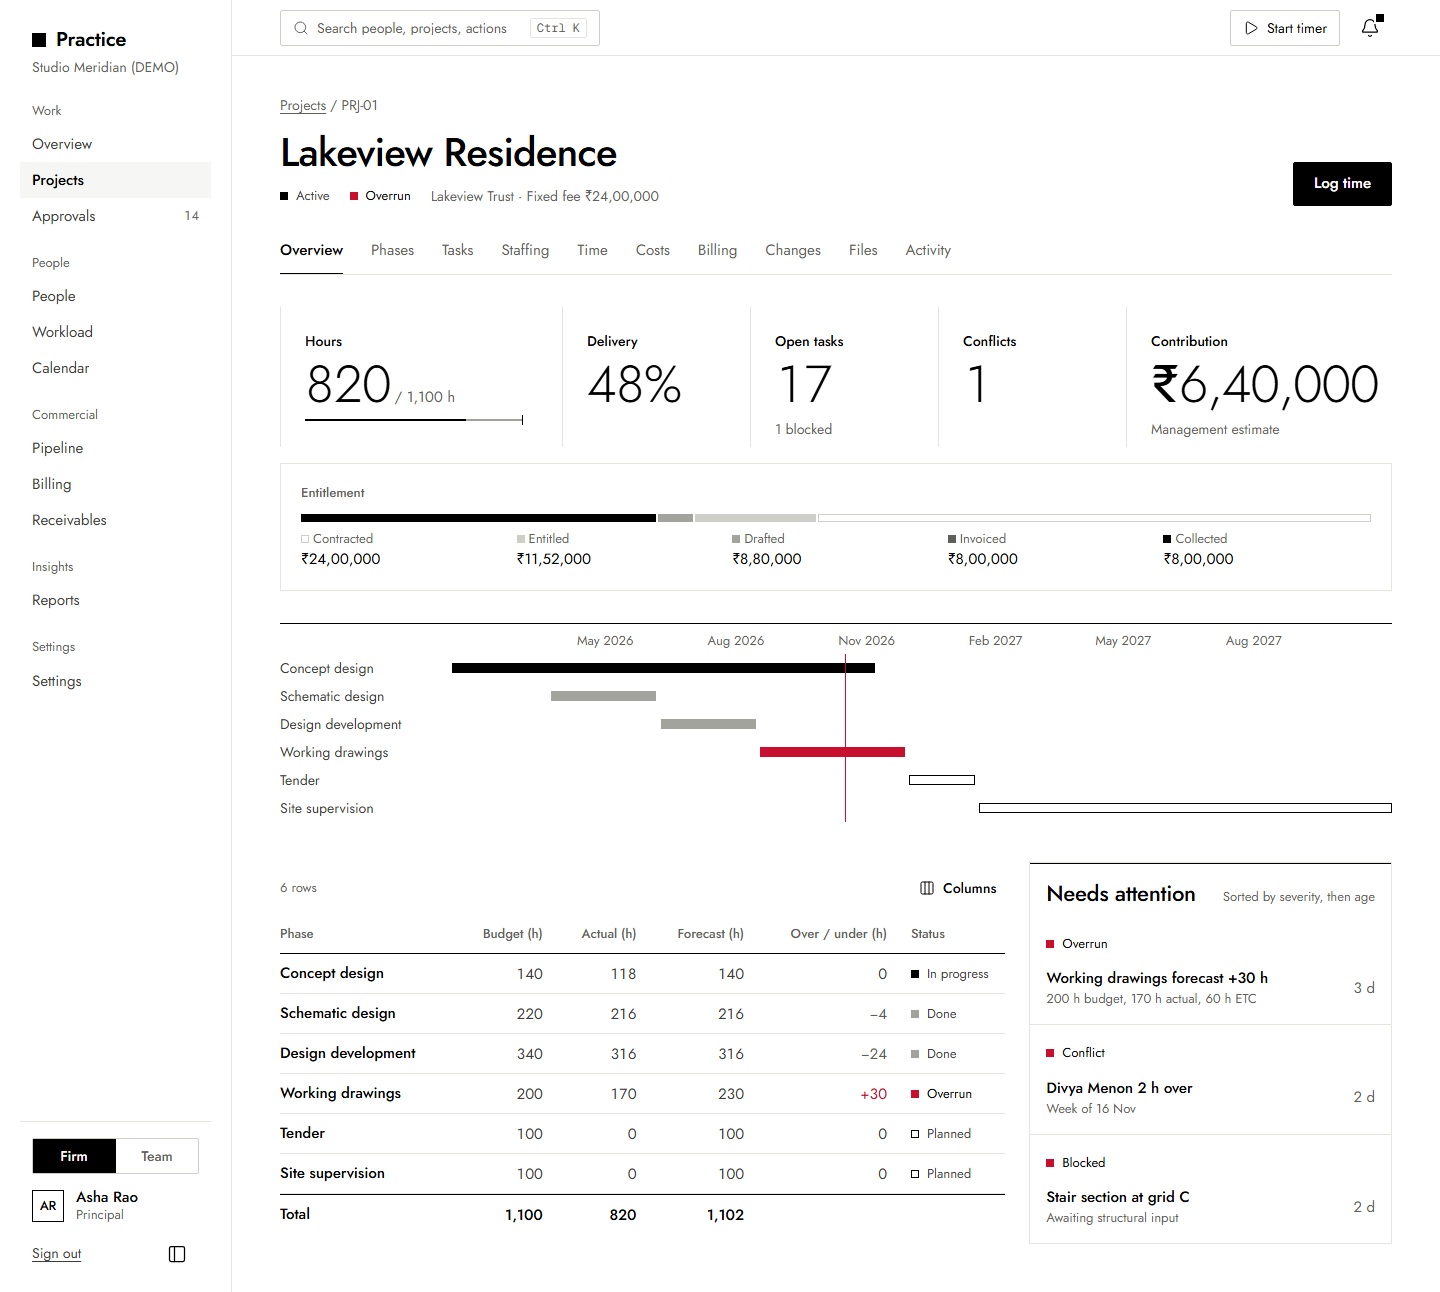 Practice
Studio Meridian (DEMO)
Work
Overview
Projects
Approvals 14
People
People
Workload
Calendar
Commercial
Pipeline
Billing
Receivables
Insights
Reports
Settings
Settings
Firm Team
AR
Asha Rao
Principal
Sign out
Search people, projects, actions Ctrl K
Start timer
Projects / PRJ-01
Lakeview Residence
Active Overrun Lakeview Trust · Fixed fee ₹24,00,000
Log time
Overview Phases Tasks Staffing Time Costs Billing Changes Files Activity
Hours
820 / 1,100 h
Delivery
48%
Open tasks
17
1 blocked
Conflicts
1
Contribution
₹6,40,000
Management estimate
Entitlement
Contracted Entitled Drafted Invoiced Collected
₹24,00,000 ₹11,52,000 ₹8,80,000 ₹8,00,000 ₹8,00,000
May 2026 Aug 2026 Nov 2026 Feb 2027 May 2027 Aug 2027
Concept design
Schematic design
Design development
Working drawings
Tender
Site supervision
6 rows Columns
Phase Budget (h) Actual (h) Forecast (h) Over / under (h) Status
Concept design 140 118 140 0 In progress
Schematic design 220 216 216 −4 Done
Design development 340 316 316 −24 Done
Working drawings 200 170 230 +30 Overrun
Tender 100 0 100 0 Planned
Site supervision 100 0 100 0 Planned
Total 1,100 820 1,102
Needs attention Sorted by severity, then age
Overrun
Working drawings forecast +30 h
200 h budget, 170 h actual, 60 h ETC
3 d
Conflict
Divya Menon 2 h over
Week of 16 Nov
2 d
Blocked
Stair section at grid C
Awaiting structural input
2 d